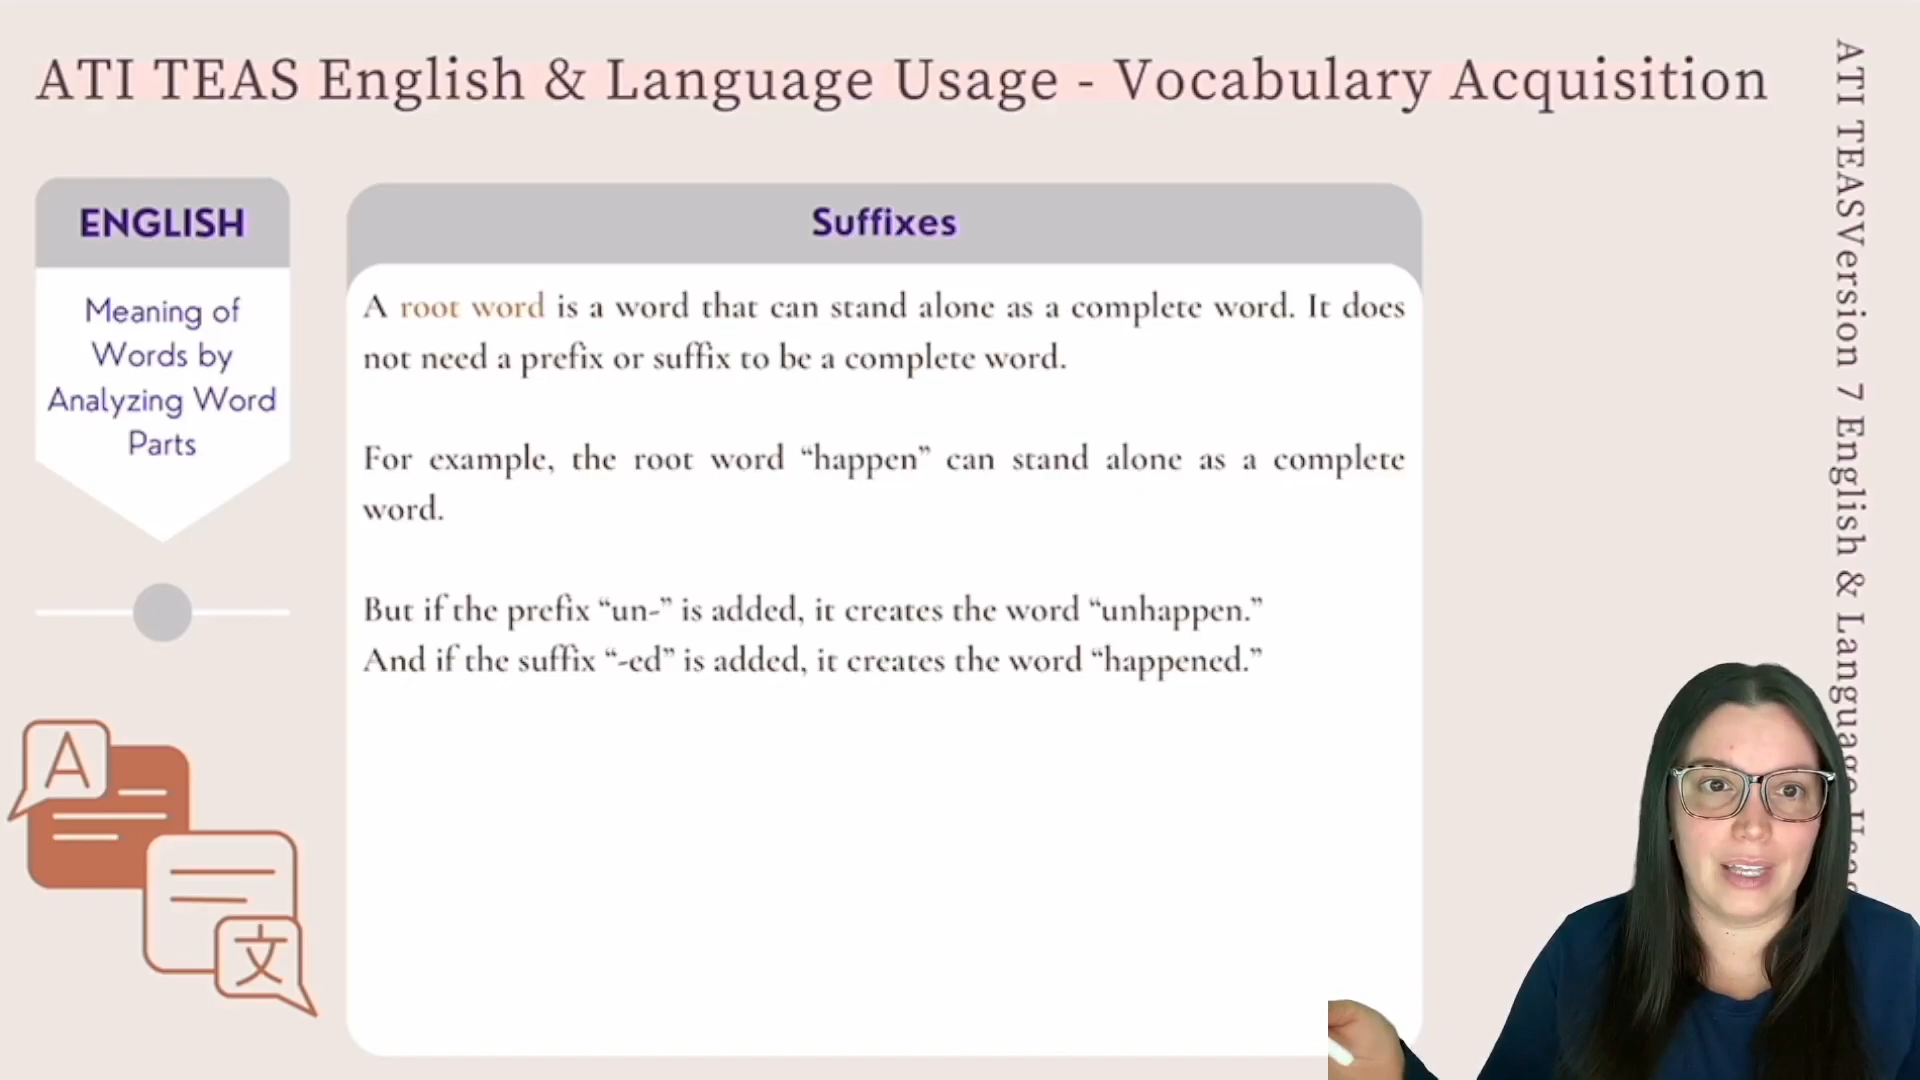 ATI TEAS English & Language Usage - Vocabulary Acquisition
ENGLISH
Meaning of
Words by
Analyzing Word
Parts
A
文
Suffixes
A root word is a word that can stand alone as a complete word. It does
not need a prefix or suffix to be a complete word.
For example, the root word “happen” can stand alone as a complete
word.
But if the prefix “un-” is added, it creates the word “unhappen.”
And if the suffix “-ed” is added, it creates the word “happened.”
ATI TEASVersion 7 English & Language